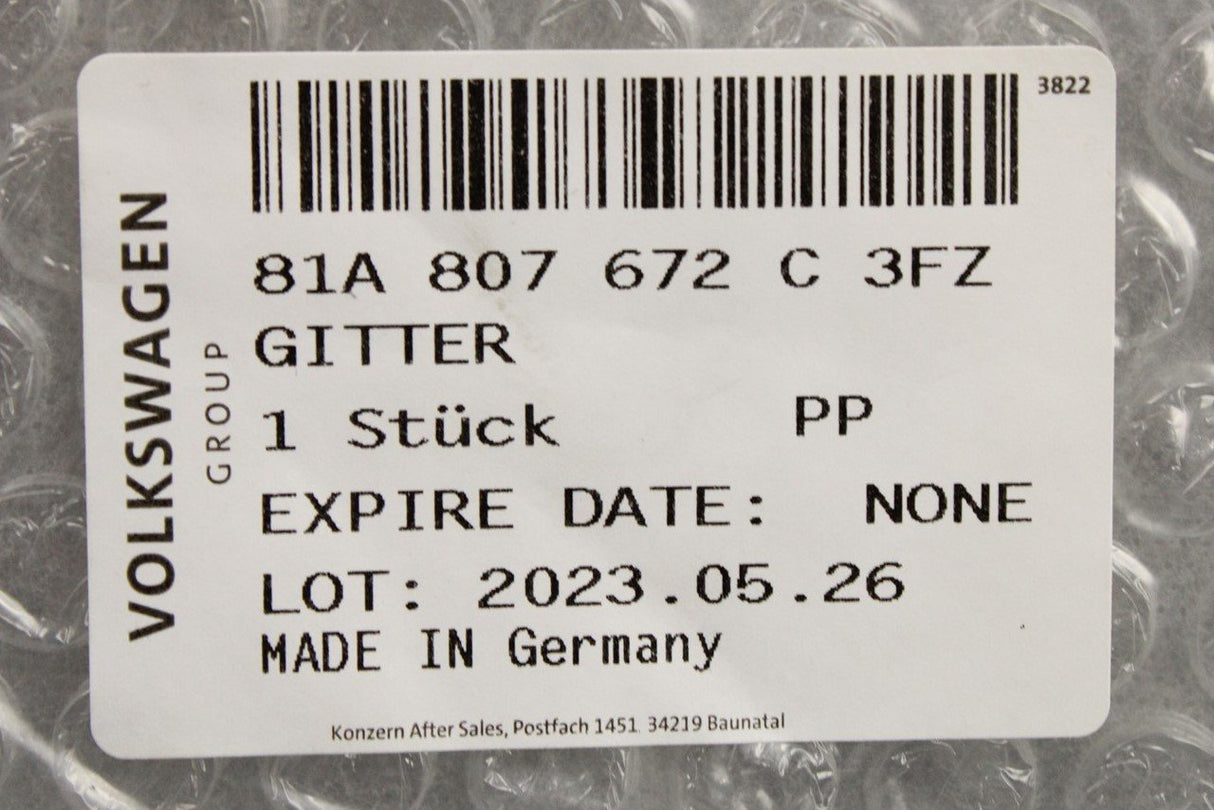 3822
VOLKSWAGEN
GROUP
81A 807 672 C 3FZ
GITTER
1 Stück PP
EXPIRE DATE: NONE
LOT: 2023.05.26
MADE IN Germany
Konzern After Sales, Postfach 1451 34219 Baunatal